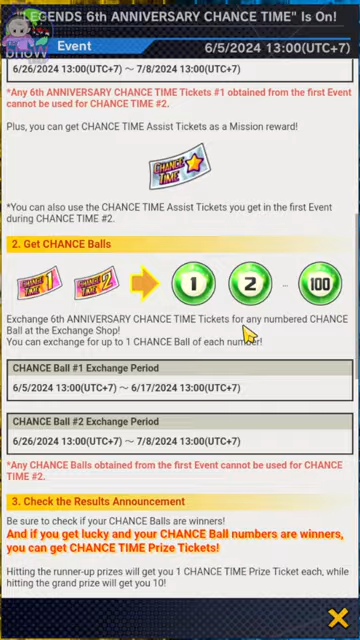 "LEGENDS 6th ANNIVERSARY CHANCE TIME" Is On!
Show
Event
6/5/2024 13:00(UTC+7)
6/26/2024 13:00(UTC+7) ～ 7/8/2024 13:00(UTC+7)
*Any 6th ANNIVERSARY CHANCE TIME Tickets #1 obtained from the first Event
cannot be used for CHANCE TIME #2.
Plus, you can get CHANCE TIME Assist Tickets as a Mission reward!
CHANCE
TIME
*You can also use the CHANCE TIME Assist Tickets you get in the first Event
during CHANCE TIME #2.
2. Get CHANCE Balls
CHANCE TIME 1
CHANCE TIME 2
1
2
...
100
Exchange 6th ANNIVERSARY CHANCE TIME Tickets for any numbered CHANCE
Ball at the Exchange Shop!
You can exchange for up to 1 CHANCE Ball of each number!
CHANCE Ball #1 Exchange Period
6/5/2024 13:00(UTC+7) ～ 6/17/2024 13:00(UTC+7)
CHANCE Ball #2 Exchange Period
6/26/2024 13:00(UTC+7) ～ 7/8/2024 13:00(UTC+7)
*Any CHANCE Balls obtained from the first Event cannot be used for CHANCE
TIME #2.
3. Check the Results Announcement
Be sure to check if your CHANCE Balls are winners!
And if you get lucky and your CHANCE Ball numbers are winners,
you can get CHANCE TIME Prize Tickets!
Hitting the runner-up prizes will get you 1 CHANCE TIME Prize Ticket each, while
hitting the grand prize will get you 10!